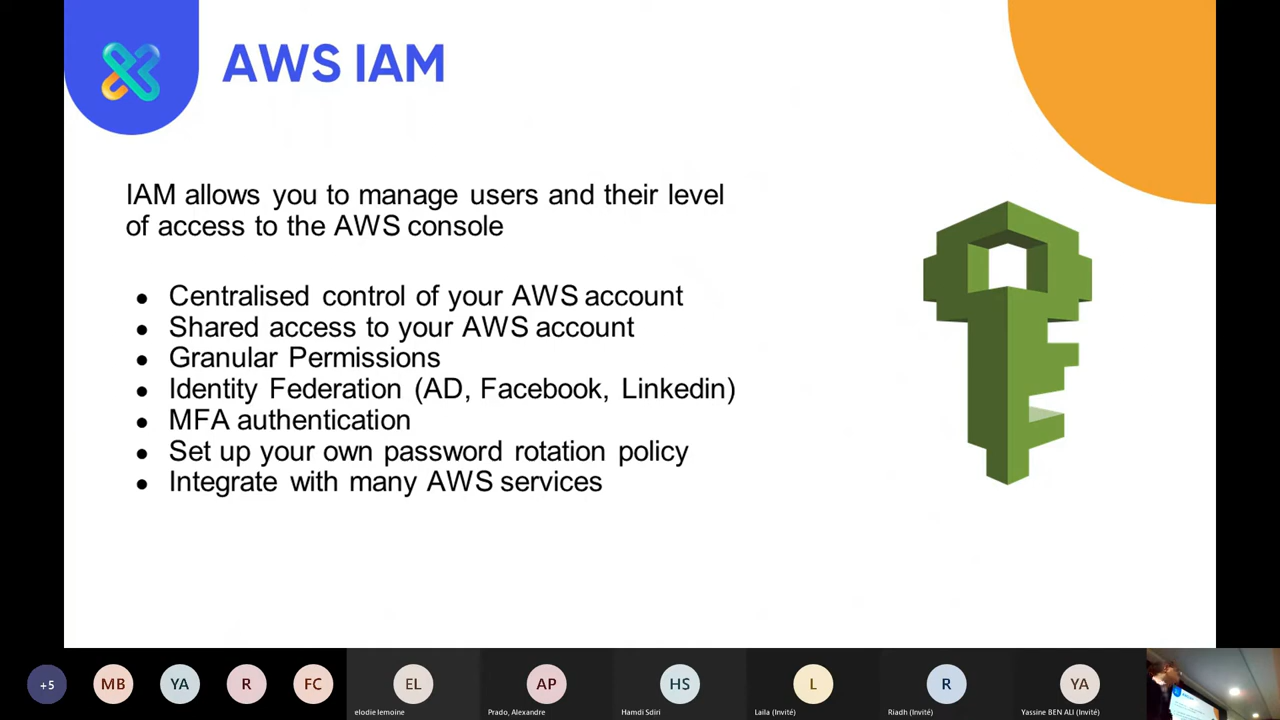 AWS IAM
IAM allows you to manage users and their level
of access to the AWS console
● Centralised control of your AWS account
● Shared access to your AWS account
● Granular Permissions
● Identity Federation (AD, Facebook, Linkedin)
● MFA authentication
● Set up your own password rotation policy
● Integrate with many AWS services
+5
MB
YA
R
FC
EL
AP
HS
L
R
YA
elodie lemoine
Prado, Alexandre
Hamdi Sdiri
Laila (Invité)
Riadh (Invité)
Yassine BEN ALI (Invité)